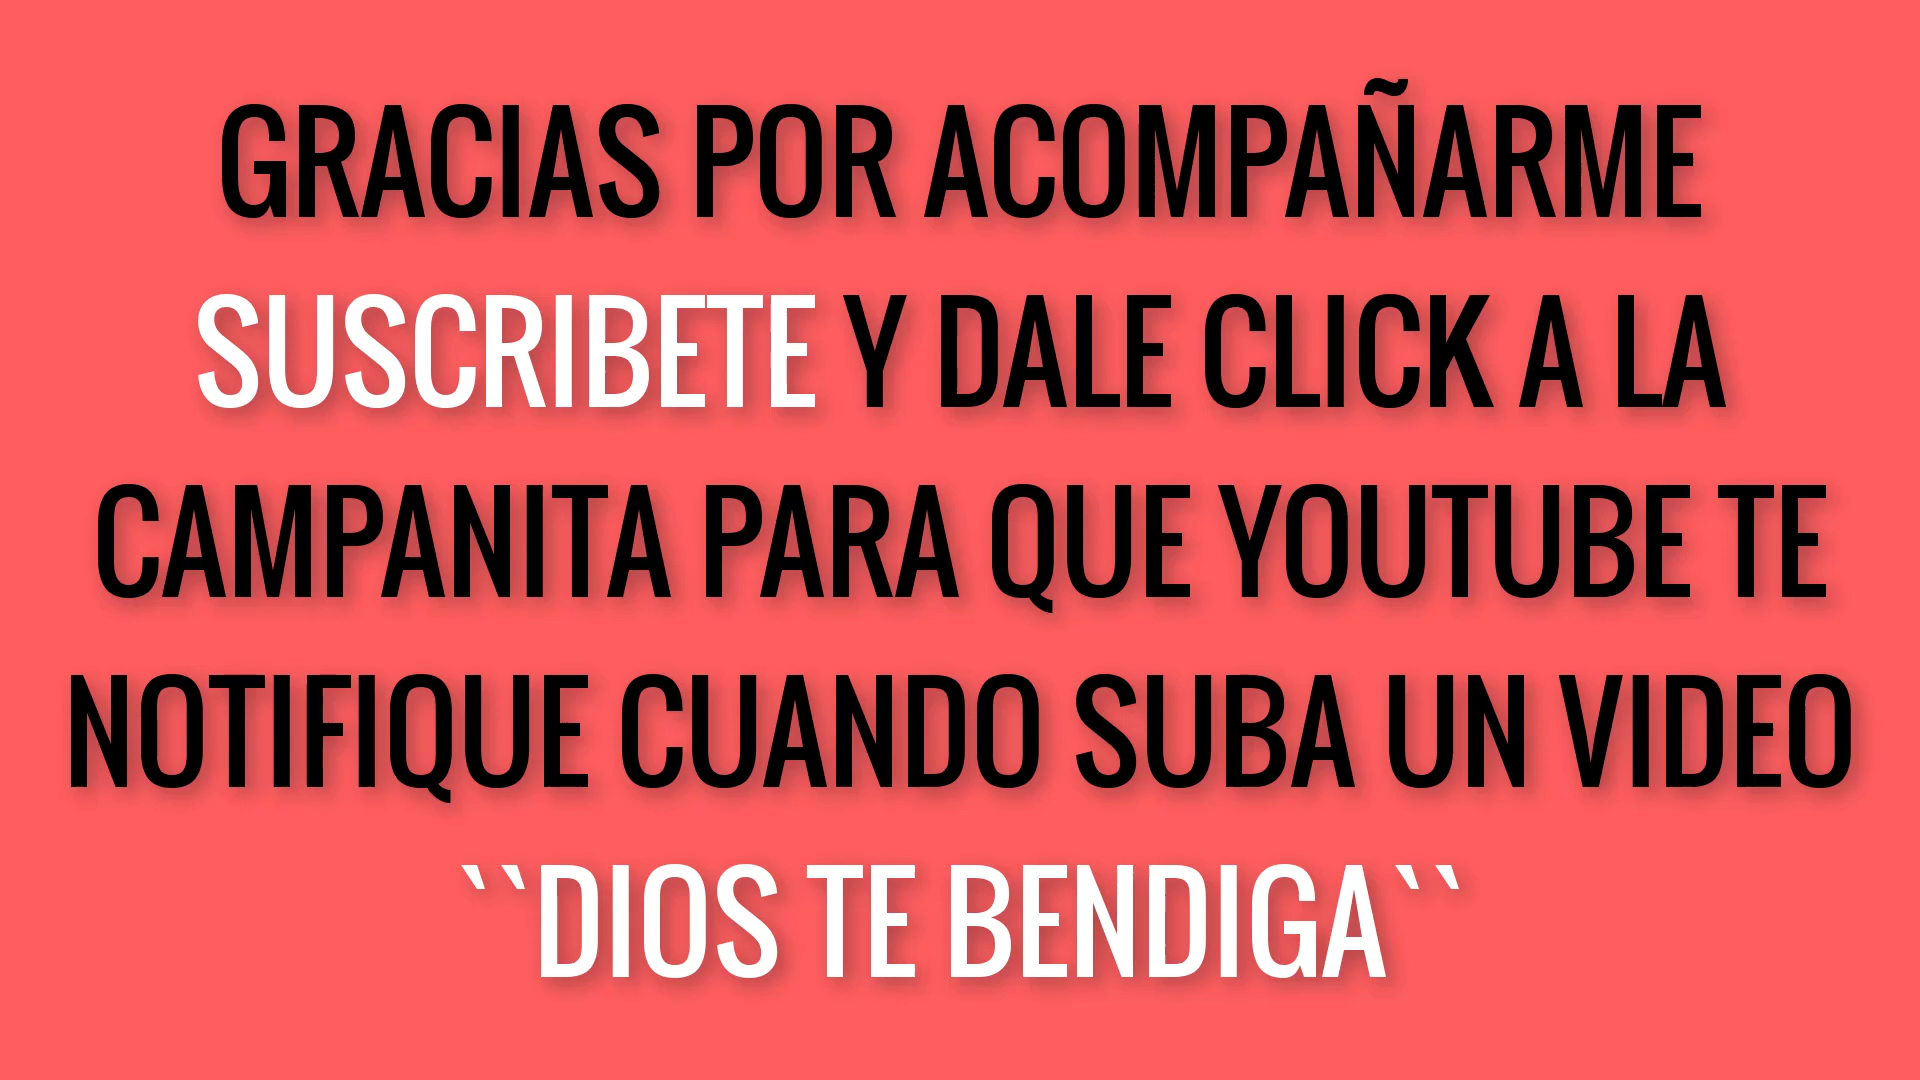 GRACIAS POR ACOMPAÑARME
SUSCRIBETE Y DALE CLICK A LA
CAMPANITA PARA QUE YOUTUBE TE
NOTIFIQUE CUANDO SUBA UN VIDEO
``DIOS TE BENDIGA``